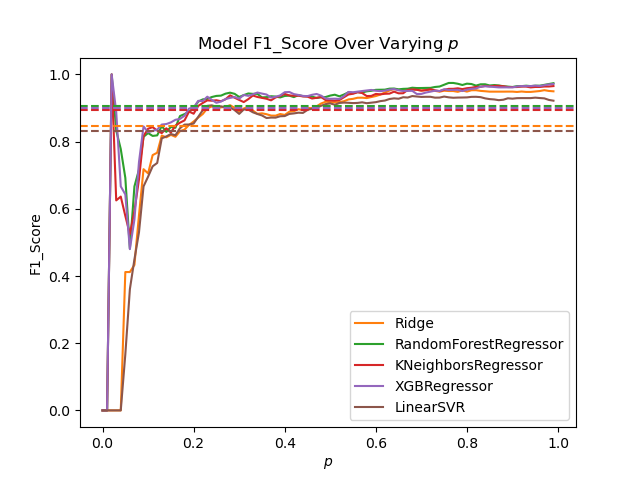 Model F1_Score Over Varying p
1.0
0.8
0.6
0.4
0.2
0.0
F1_Score
Ridge
RandomForestRegressor
KNeighborsRegressor
XGBRegressor
LinearSVR
0.0 0.2 0.4 0.6 0.8 1.0
p